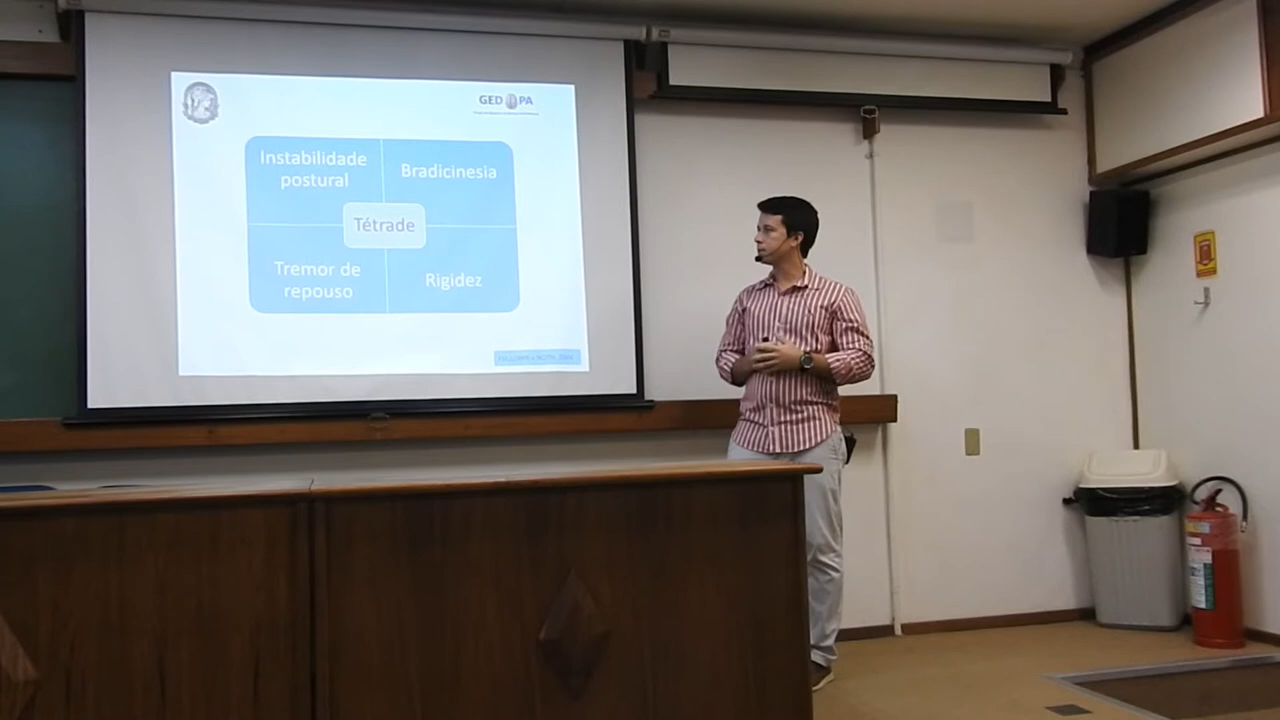 GED PA
Instabilidade
postural
Bradicinesia
Tétrade
Tremor de
repouso
Rigidez